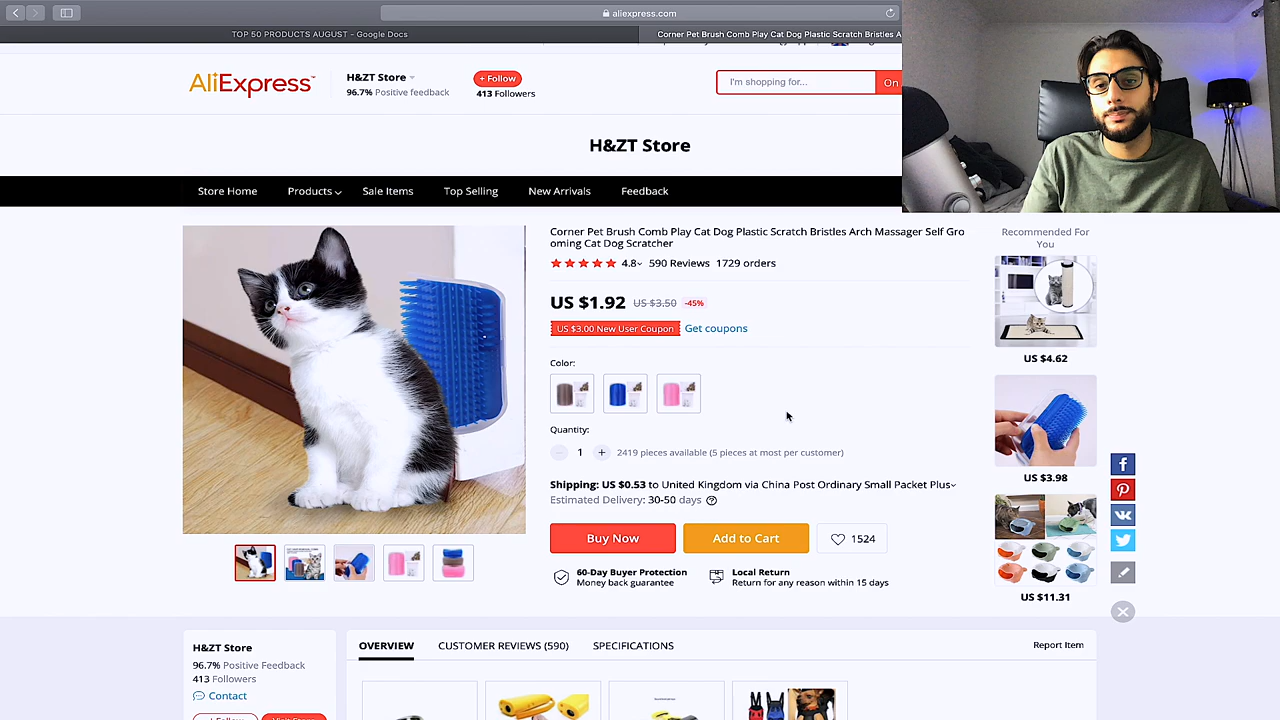 aliexpress.com
TOP 50 PRODUCTS AUGUST - Google Docs
Corner Pet Brush Comb Play Cat Dog Plastic Scratch Bristles A
AliExpress™
H&ZT Store
96.7% Positive feedback
+ Follow
413 Followers
I'm shopping for...
On
H&ZT Store
Store Home
Products
Sale Items
Top Selling
New Arrivals
Feedback
Corner Pet Brush Comb Play Cat Dog Plastic Scratch Bristles Arch Massager Self Gro
oming Cat Dog Scratcher
4.8 590 Reviews 1729 orders
US $1.92 US $3.50 -45%
US $3.00 New User Coupon Get coupons
Color:
Quantity:
1 + 2419 pieces available (5 pieces at most per customer)
Shipping: US $0.53 to United Kingdom via China Post Ordinary Small Packet Plus
Estimated Delivery: 30-50 days
Buy Now
Add to Cart
1524
60-Day Buyer Protection
Money back guarantee
Local Return
Return for any reason within 15 days
Recommended For
You
US $4.62
US $3.98
US $11.31
H&ZT Store
96.7% Positive Feedback
413 Followers
Contact
OVERVIEW
CUSTOMER REVIEWS (590)
SPECIFICATIONS
Report Item